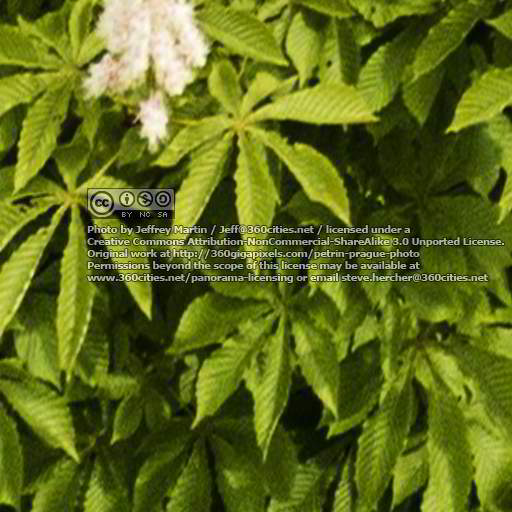 cc
BY NC SA
Photo by Jeffrey Martin / Jeff@360cities.net / licensed under a
Creative Commons Attribution-NonCommercial-ShareAlike 3.0 Unported License.
Original work at http://360gigapixels.com/petrin-prague-photo
Permissions beyond the scope of this license may be available at
www.360cities.net/panorama-licensing or email steve.hercher@360cities.net